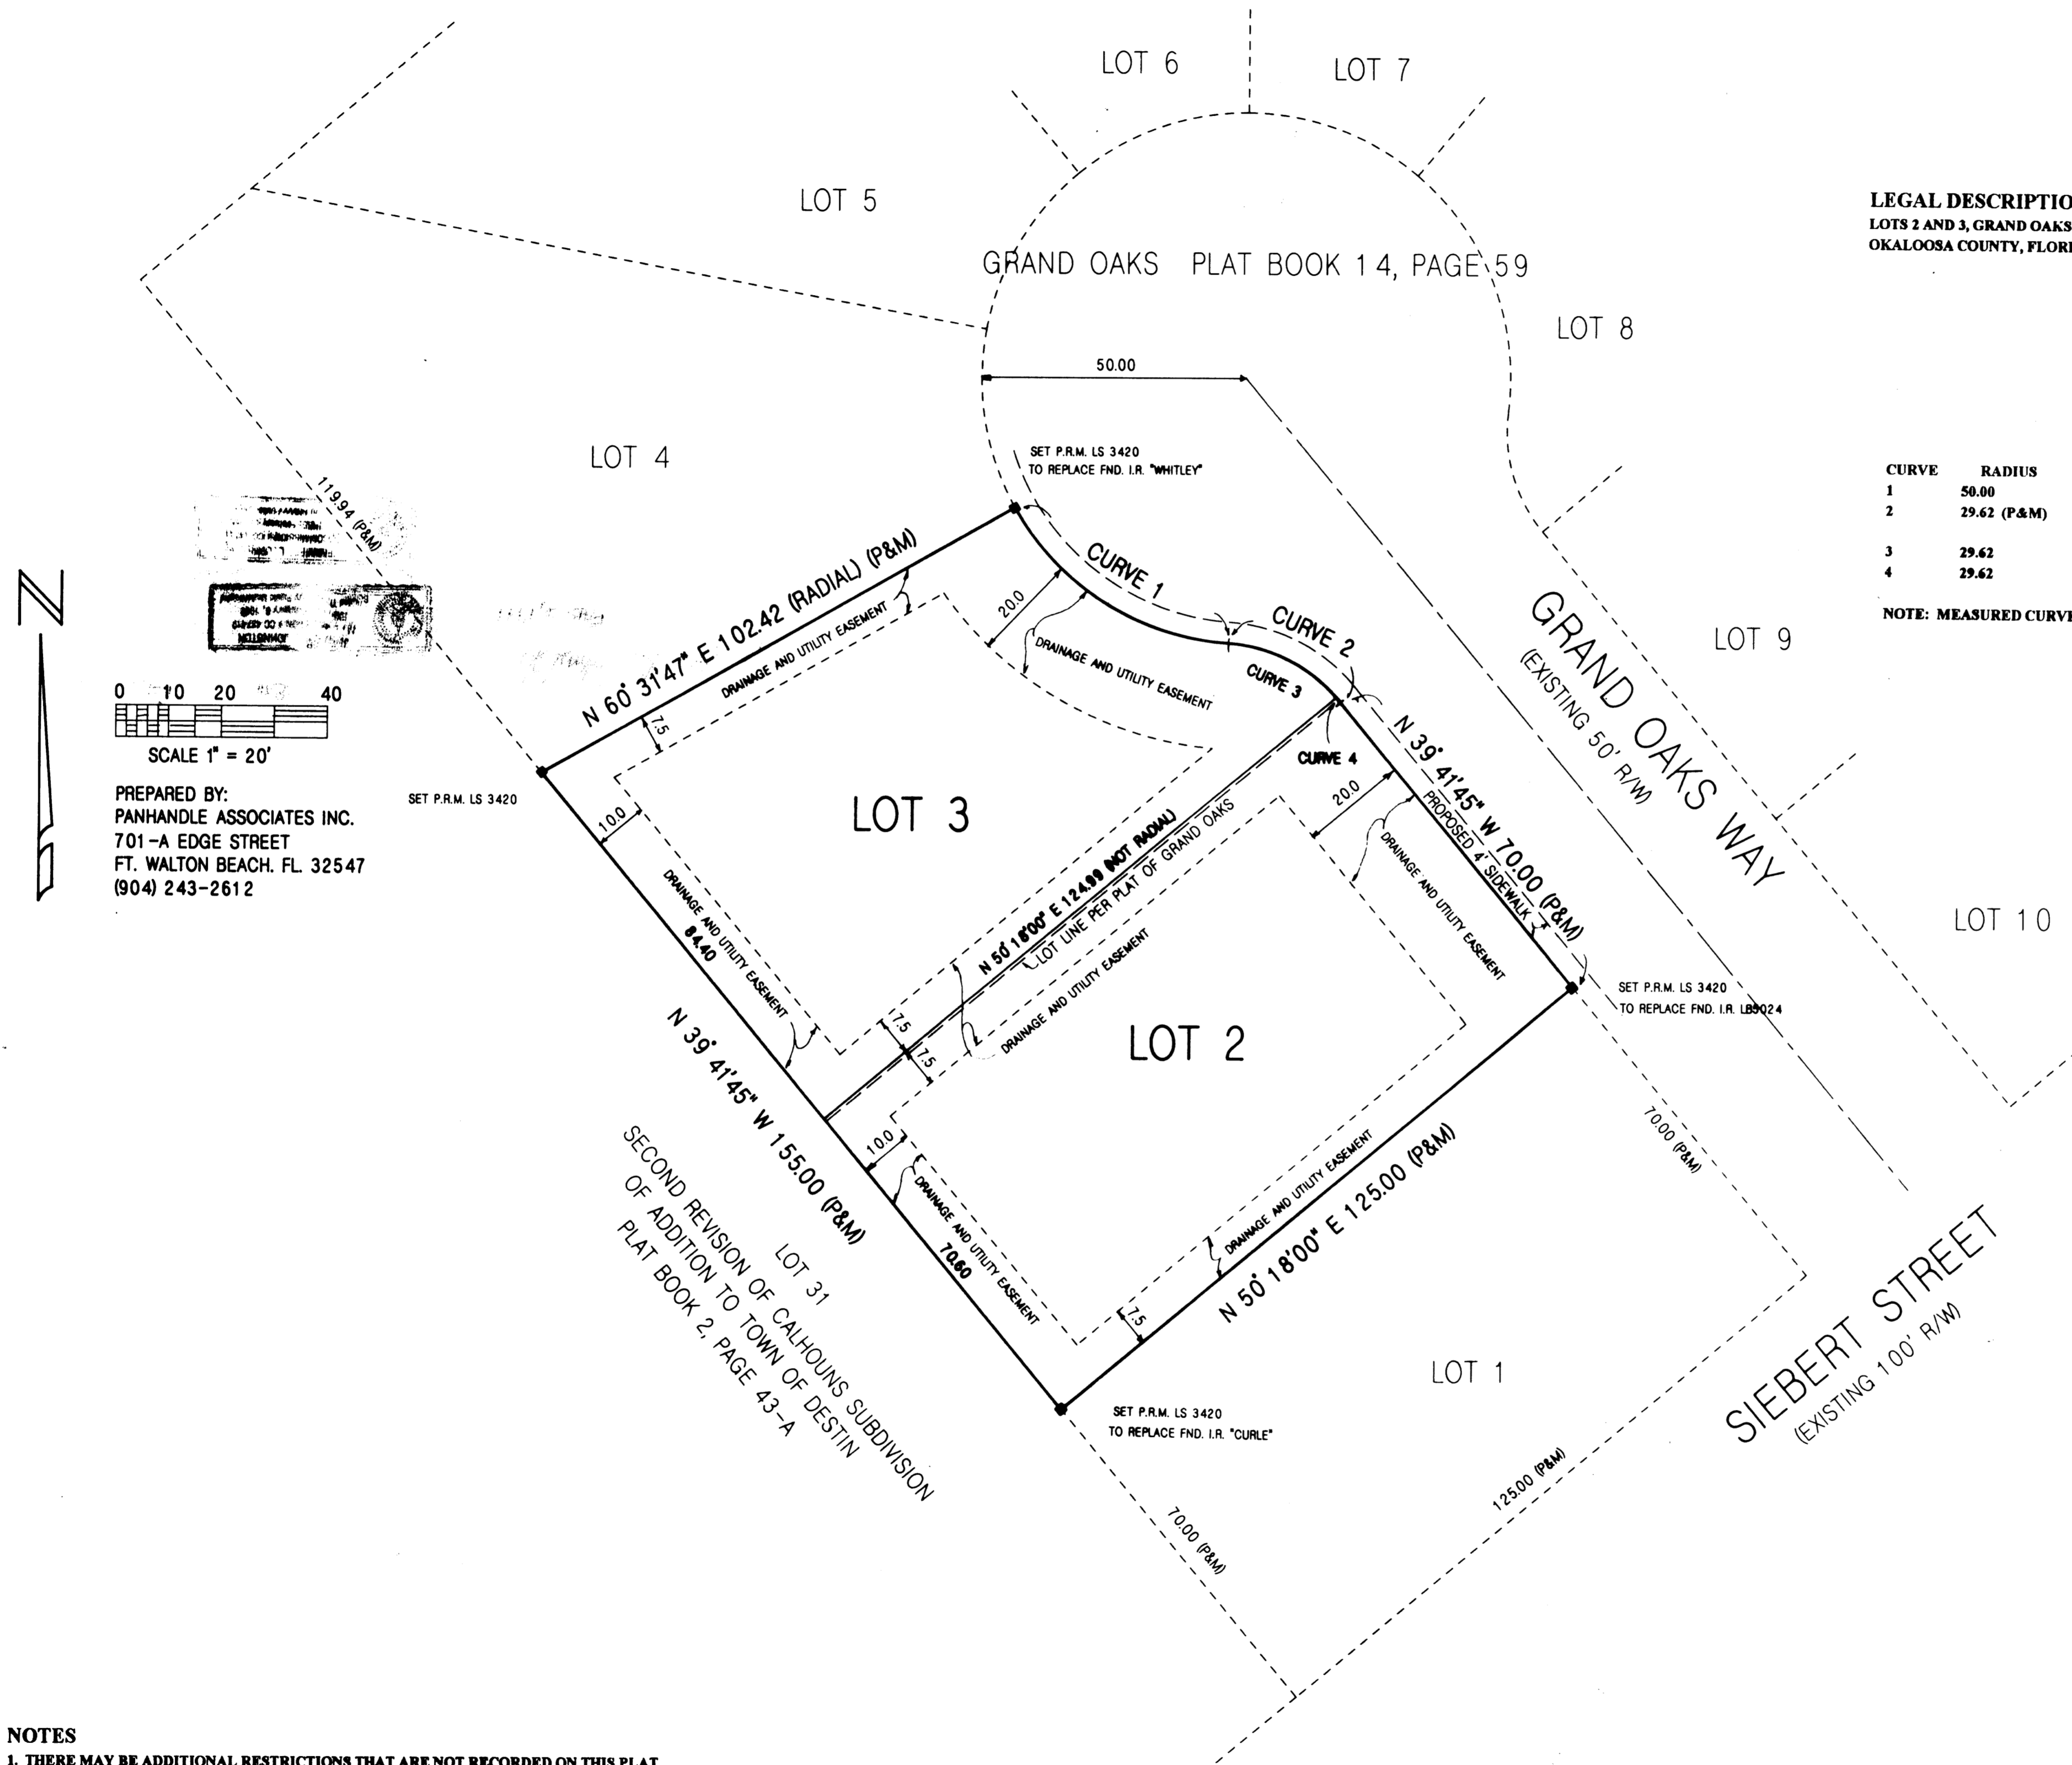 LOT 6
LOT 7
LOT 5
LEGAL DESCRIPTIO
LOTS 2 AND 3, GRAND OAKS
OKALOOSA COUNTY, FLORI
GRAND OAKS PLAT BOOK 14, PAGE 59
LOT 8
50.00
LOT 4
SET P.R.M. LS 3420
TO REPLACE FND. I.R. "WHITLEY"
119.94 (P&M)
CURVE RADIUS
1 50.00
2 29.62 (P&M)
3 29.62
4 29.62
NOTE: MEASURED CURVE
N
N 60° 31'47" E 102.42 (RADIAL) (P&M)
DRAINAGE AND UTILITY EASEMENT
7.5
CURVE 1
20.0
DRAINAGE AND UTILITY EASEMENT
CURVE 2
CURVE 3
CURVE 4
GRAND OAKS WAY
(EXISTING 50' R/W)
LOT 9
0 10 20 40
SCALE 1" = 20'
PREPARED BY:
PANHANDLE ASSOCIATES INC.
701-A EDGE STREET
FT. WALTON BEACH. FL. 32547
(904) 243-2612
SET P.R.M. LS 3420
LOT 3
10.0
DRAINAGE AND UTILITY EASEMENT
84.40
N 50° 18'00" E 124.99 (NOT RADIAL)
LOT LINE PER PLAT OF GRAND OAKS
DRAINAGE AND UTILITY EASEMENT
7.5
7.5
20.0
N 39° 41'45" W 70.00 (P&M)
PROPOSED 4' SIDEWALK
DRAINAGE AND UTILITY EASEMENT
LOT 10
SET P.R.M. LS 3420
TO REPLACE FND. I.R. LB5024
LOT 2
N 39° 41'45" W 155.00 (P&M)
10.0
DRAINAGE AND UTILITY EASEMENT
70.60
DRAINAGE AND UTILITY EASEMENT
7.5
N 50° 18'00" E 125.00 (P&M)
70.00 (P&M)
LOT 31
SECOND REVISION OF CALHOUNS SUBDIVISION
OF ADDITION TO TOWN OF DESTIN
PLAT BOOK 2, PAGE 43-A
LOT 1
SIEBERT STREET
(EXISTING 100' R/W)
SET P.R.M. LS 3420
TO REPLACE FND. I.R. "CURLE"
125.00 (P&M)
70.00 (P&M)
NOTES
1. THERE MAY BE ADDITIONAL RESTRICTIONS THAT ARE NOT RECORDED ON THIS PLAT